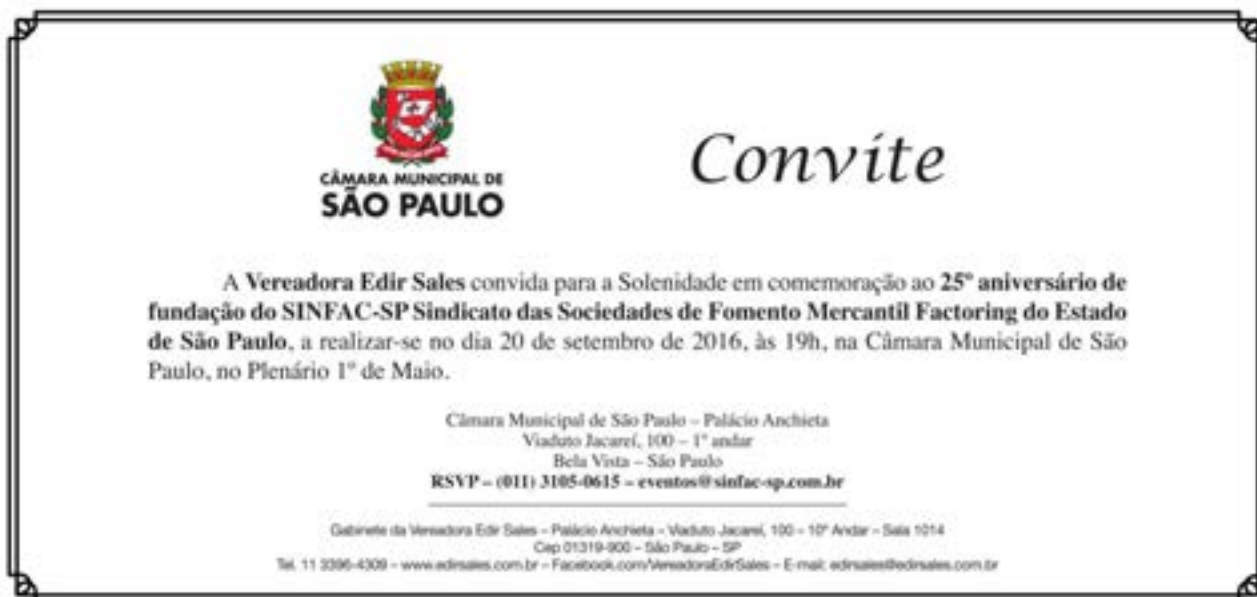 CÂMARA MUNICIPAL DE
SÃO PAULO
Convite
A Vereadora Edir Sales convida para a Solenidade em comemoração ao 25º aniversário de
fundação do SINFAC-SP Sindicato das Sociedades de Fomento Mercantil Factoring do Estado
de São Paulo, a realizar-se no dia 20 de setembro de 2016, às 19h, na Câmara Municipal de São
Paulo, no Plenário 1º de Maio.
Câmara Municipal de São Paulo – Palácio Anchieta
Viaduto Jacareí, 100 – 1º andar
Bela Vista – São Paulo
RSVP – (011) 3105-0615 – eventos@sinfac-sp.com.br
Gabinete da Vereadora Edir Sales – Palácio Anchieta – Viaduto Jacareí, 100 – 10º Andar – Sala 1014
Cep 01319-900 – São Paulo – SP
Tel. 11 3396-4309 – www.edirsales.com.br – Facebook.com/VereadoraEdirSales – E-mail: edirsales@edirsales.com.br